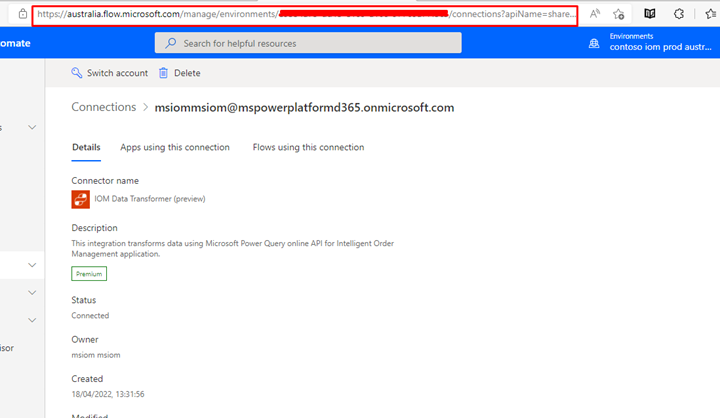 https://australia.flow.microsoft.com/manage/environments/ /connections?apiName=share...
omate
Search for helpful resources
Environments
contoso iom prod austr...
Switch account
Delete
Connections > msiommsiom@mspowerplatformd365.onmicrosoft.com
Details
Apps using this connection
Flows using this connection
Connector name
IOM Data Transformer (preview)
Description
This integration transforms data using Microsoft Power Query online API for Intelligent Order
Management application.
Premium
Status
Connected
Owner
msiom msiom
isor
Created
18/04/2022, 13:31:56
Modified